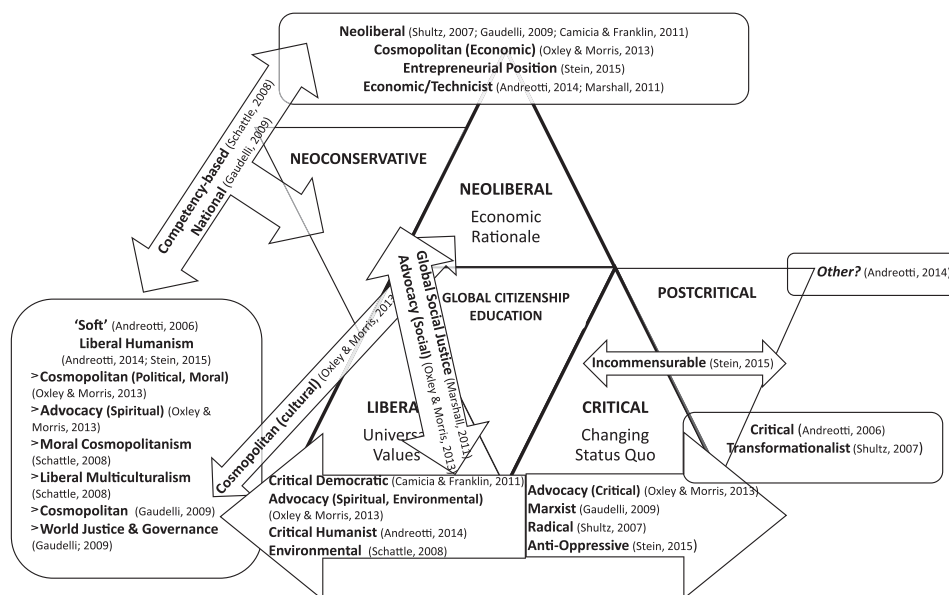 Neoliberal (Shultz, 2007; Gaudelli, 2009; Camicia & Franklin, 2011)
Cosmopolitan (Economic) (Oxley & Morris, 2013)
Entrepreneurial Position (Stein, 2015)
Economic/Technicist (Andreotti, 2014; Marshall, 2011)
Competency-based (Schattle, 2008)
National (Gaudelli, 2009)
NEOCONSERVATIVE
NEOLIBERAL
Economic
Rationale
Other? (Andreotti, 2014)
POSTCRITICAL
GLOBAL CITIZENSHIP
EDUCATION
Global Social Justice (Marshall, 2011)
Advocacy (Social) (Oxley & Morris, 2013)
Cosmopolitan (cultural) (Oxley & Morris, 2013
Incommensurable (Stein, 2015)
'Soft' (Andreotti, 2006)
Liberal Humanism
(Andreotti, 2014; Stein, 2015)
>Cosmopolitan (Political, Moral)
(Oxley & Morris, 2013)
>Advocacy (Spiritual) (Oxley &
Morris, 2013)
>Moral Cosmopolitanism
(Schattle, 2008)
>Liberal Multiculturalism
(Schattle, 2008)
>Cosmopolitan (Gaudelli, 2009)
>World Justice & Governance
(Gaudelli; 2009)
LIBERA
Univers
Values
CRITICAL
Changing
Status Quo
Critical (Andreotti, 2006)
Transformationalist (Shultz, 2007)
Critical Democratic (Camicia & Franklin, 2011)
Advocacy (Spiritual, Environmental)
(Oxley & Morris, 2013)
Critical Humanist (Andreotti, 2014)
Environmental (Schattle, 2008)
Advocacy (Critical) (Oxley & Morris, 2013)
Marxist (Gaudelli, 2009)
Radical (Shultz, 2007)
Anti-Oppressive (Stein, 2015)